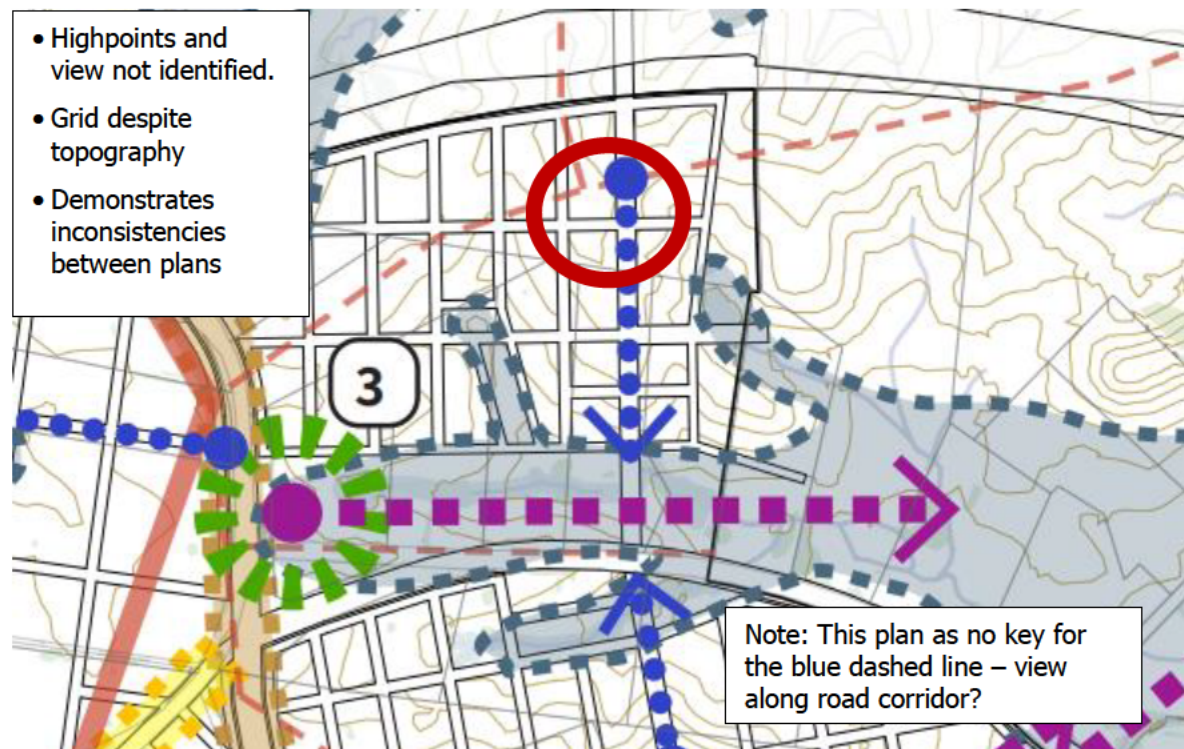 • Highpoints and
view not identified.
• Grid despite
topography
• Demonstrates
inconsistencies
between plans
3
Note: This plan as no key for
the blue dashed line – view
along road corridor?